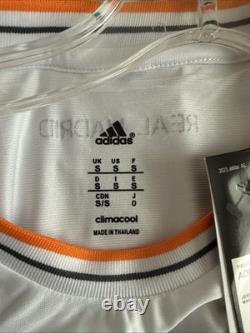 REAL MADRID
adidas
UK US F
S S S
D I E
S S S
CDN J
S/S O
climacool
MADE IN THAILAND